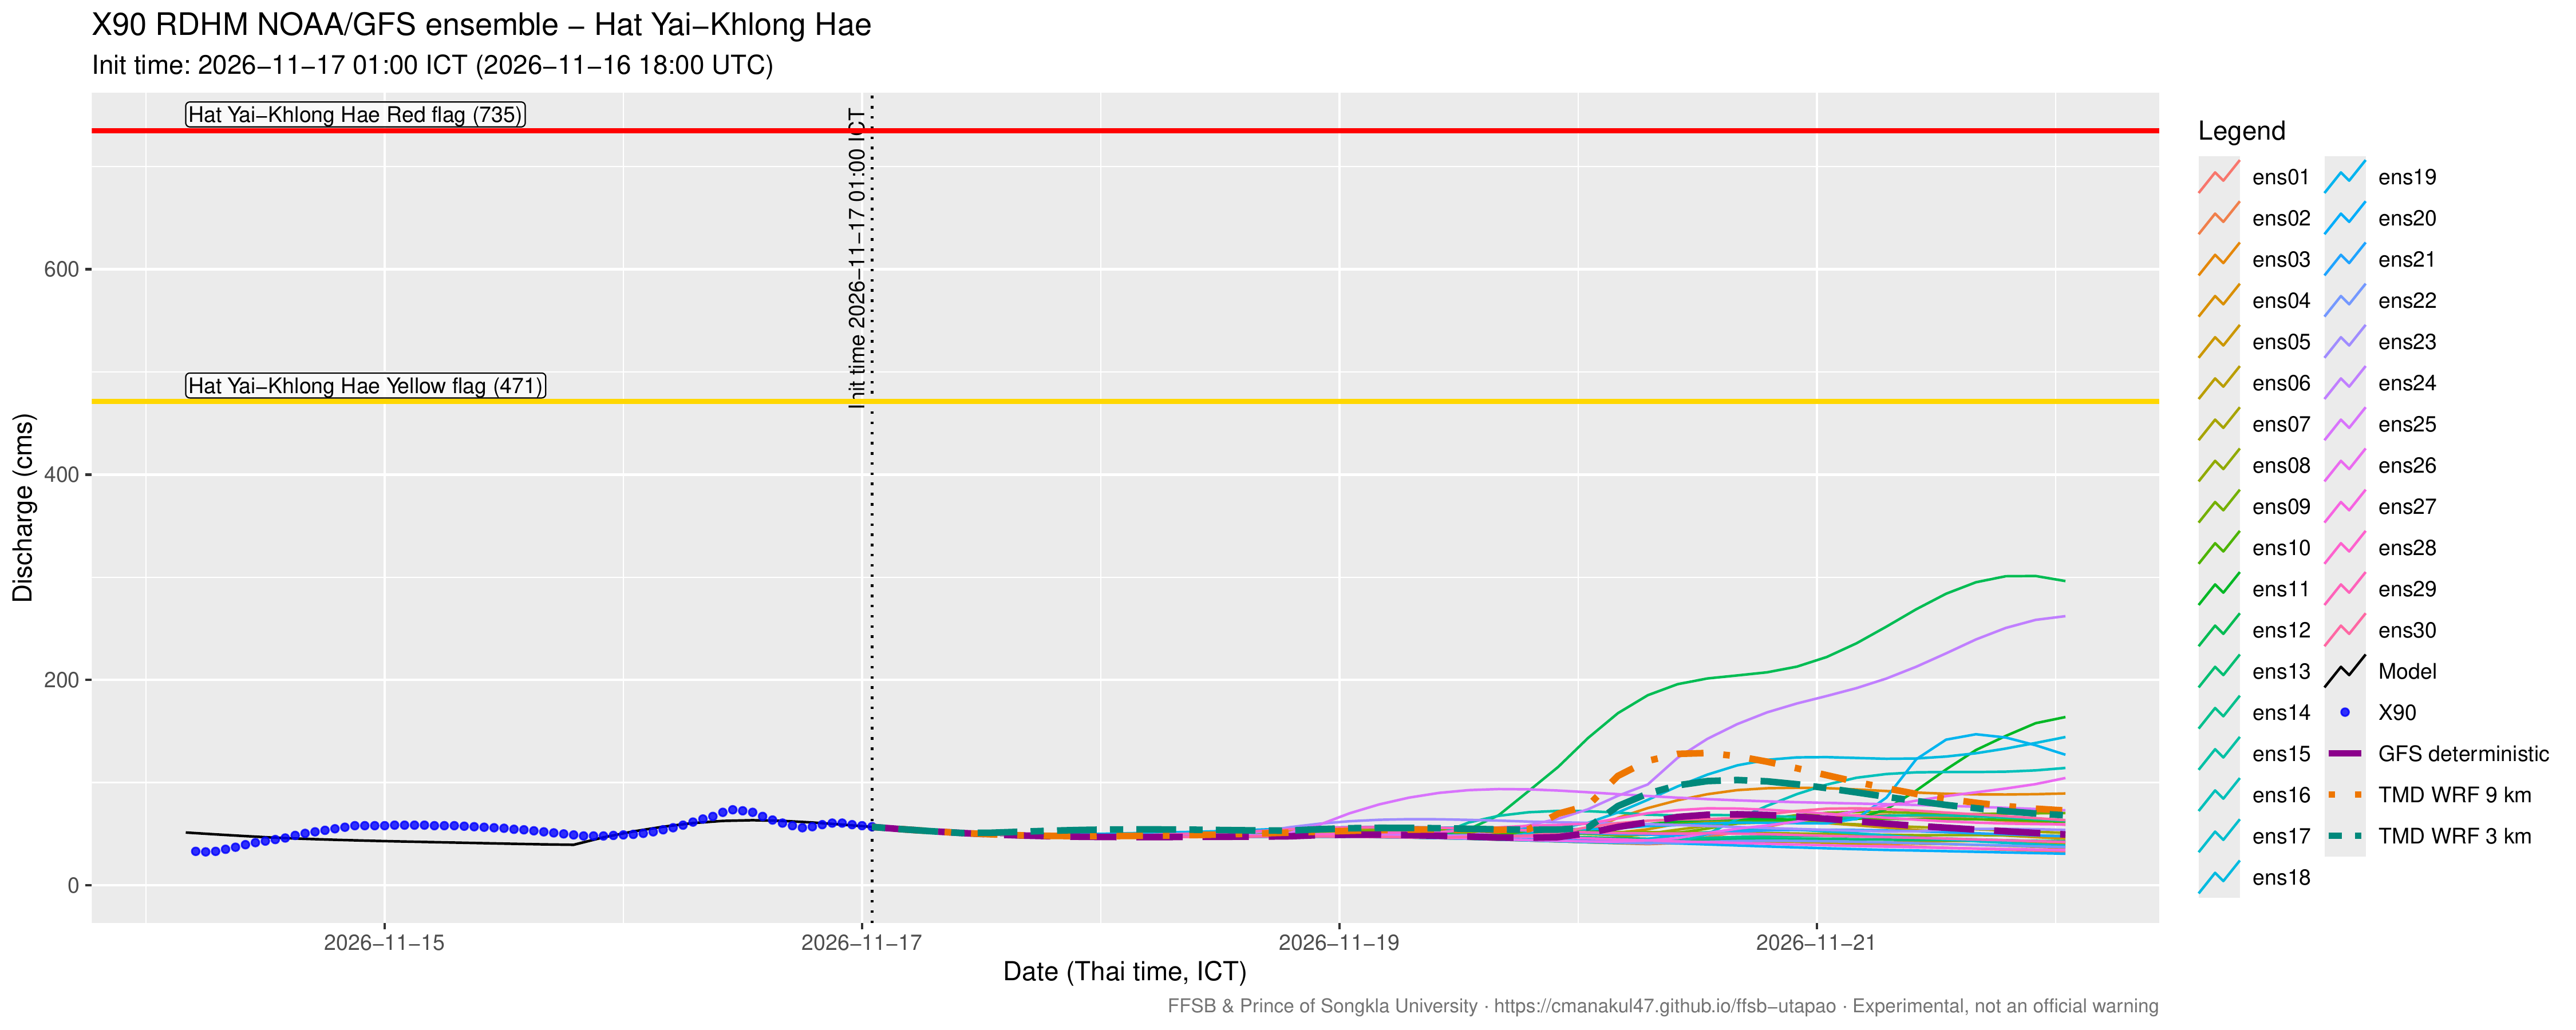 X90 RDHM NOAA/GFS ensemble – Hat Yai–Khlong Hae
Init time: 2026–11–17 01:00 ICT (2026–11–16 18:00 UTC)
Hat Yai–Khlong Hae Red flag (735)
Init time 2026–11–17 01:00 ICT
Hat Yai–Khlong Hae Yellow flag (471)
600
400
200
0
Discharge (cms)
2026–11–15
2026–11–17
2026–11–19
2026–11–21
Date (Thai time, ICT)
Legend
ens01
ens02
ens03
ens04
ens05
ens06
ens07
ens08
ens09
ens10
ens11
ens12
ens13
ens14
ens15
ens16
ens17
ens18
ens19
ens20
ens21
ens22
ens23
ens24
ens25
ens26
ens27
ens28
ens29
ens30
Model
X90
GFS deterministic
TMD WRF 9 km
TMD WRF 3 km
FFSB & Prince of Songkla University · https://cmanakul47.github.io/ffsb–utapao · Experimental, not an official warning